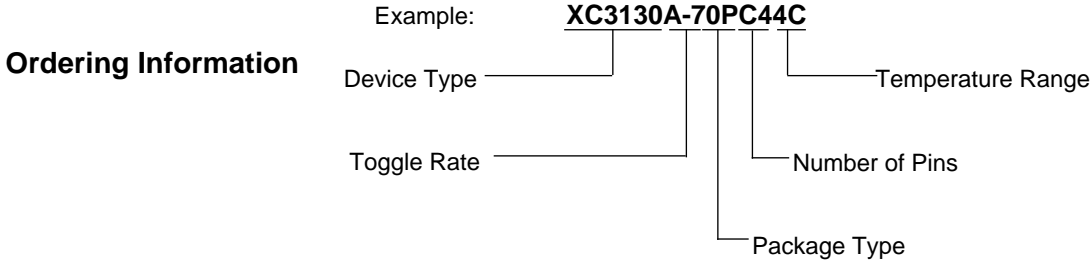 Example: XC3130A-70PC44C
Ordering Information
Device Type
Temperature Range
Toggle Rate
Number of Pins
Package Type